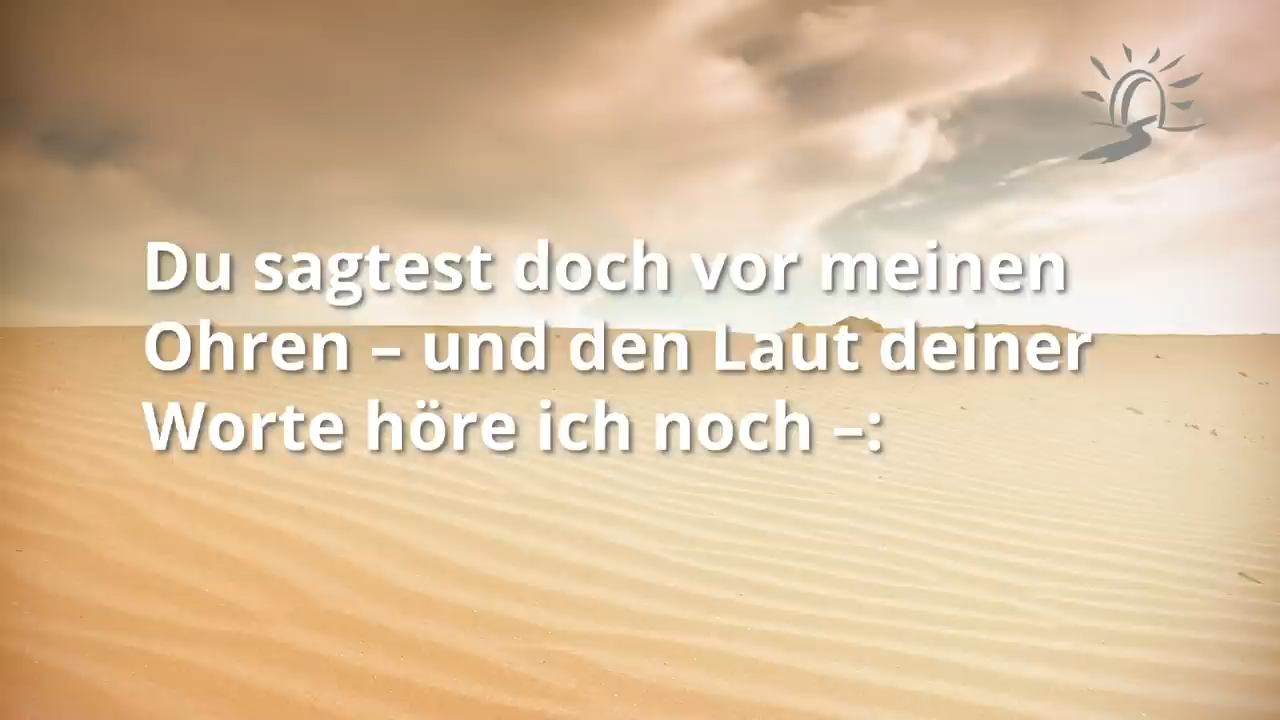 Du sagtest doch vor meinen
Ohren – und den Laut deiner
Worte höre ich noch –: